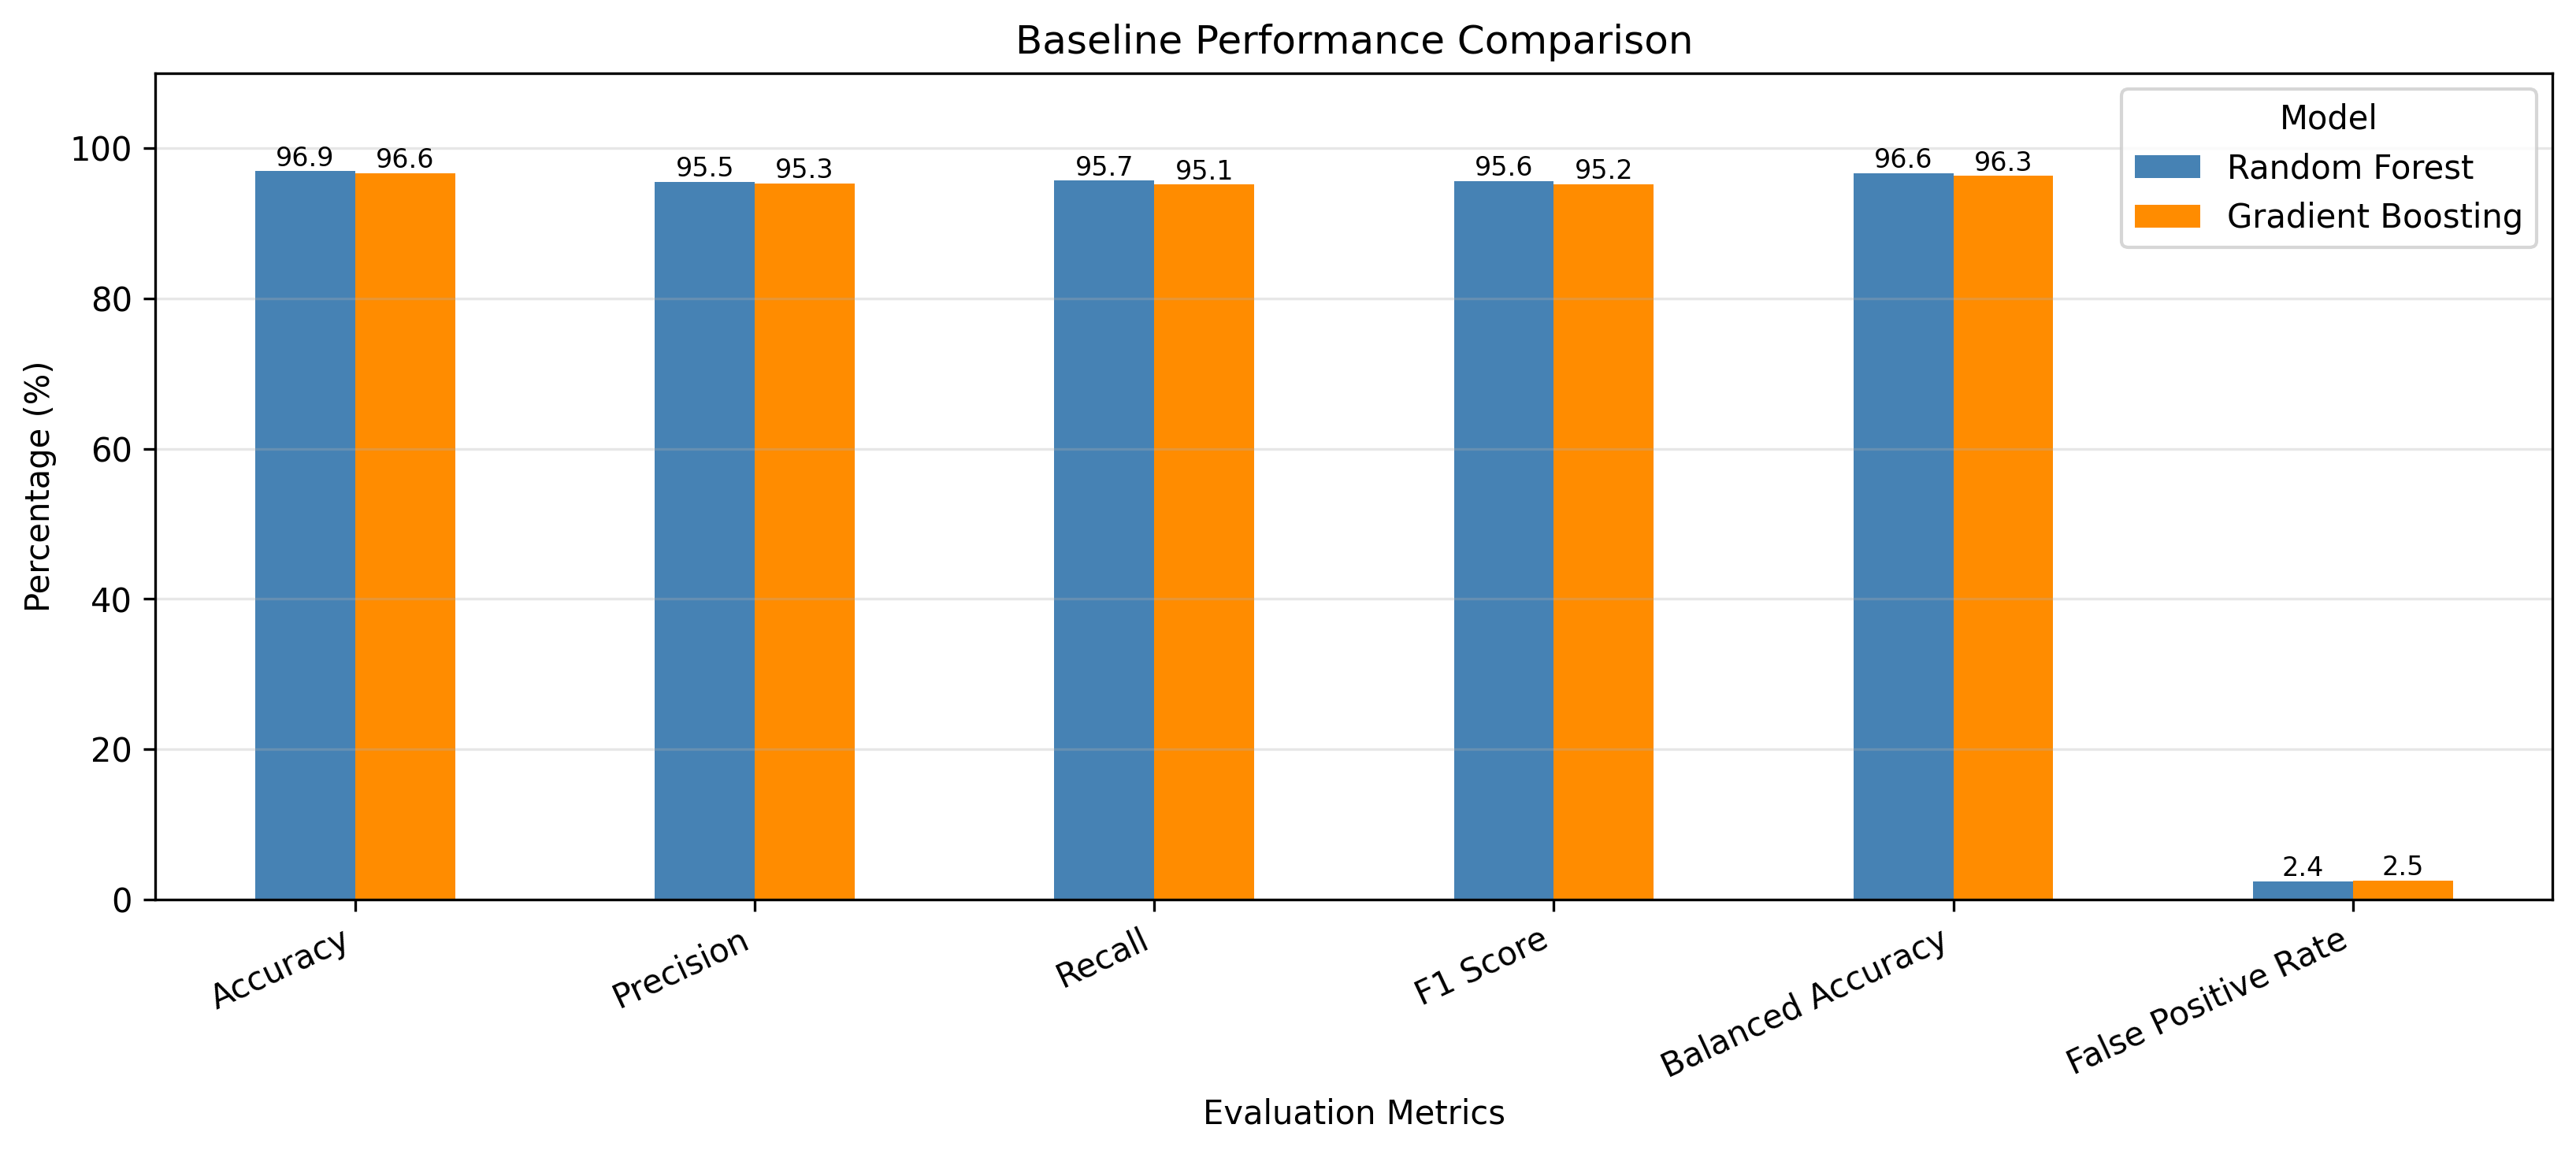 Baseline Performance Comparison
Model
Random Forest
Gradient Boosting
Percentage (%)
100
80
60
40
20
0
96.9 96.6
95.5 95.3
95.7 95.1
95.6 95.2
96.6 96.3
2.4 2.5
Accuracy
Precision
Recall
F1 Score
Balanced Accuracy
False Positive Rate
Evaluation Metrics